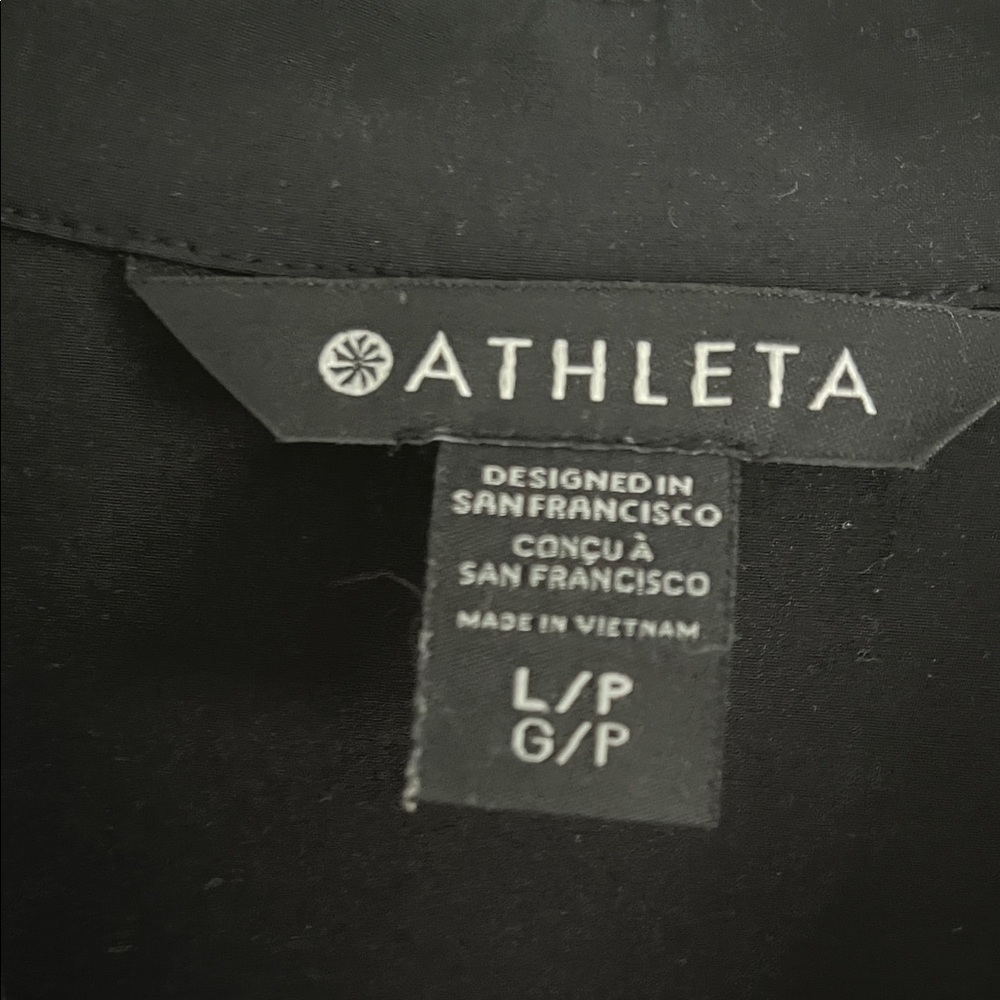 ATHLETA
DESIGNED IN
SAN FRANCISCO
CONÇU À
SAN FRANCISCO
MADE IN VIETNAM
L/P
G/P